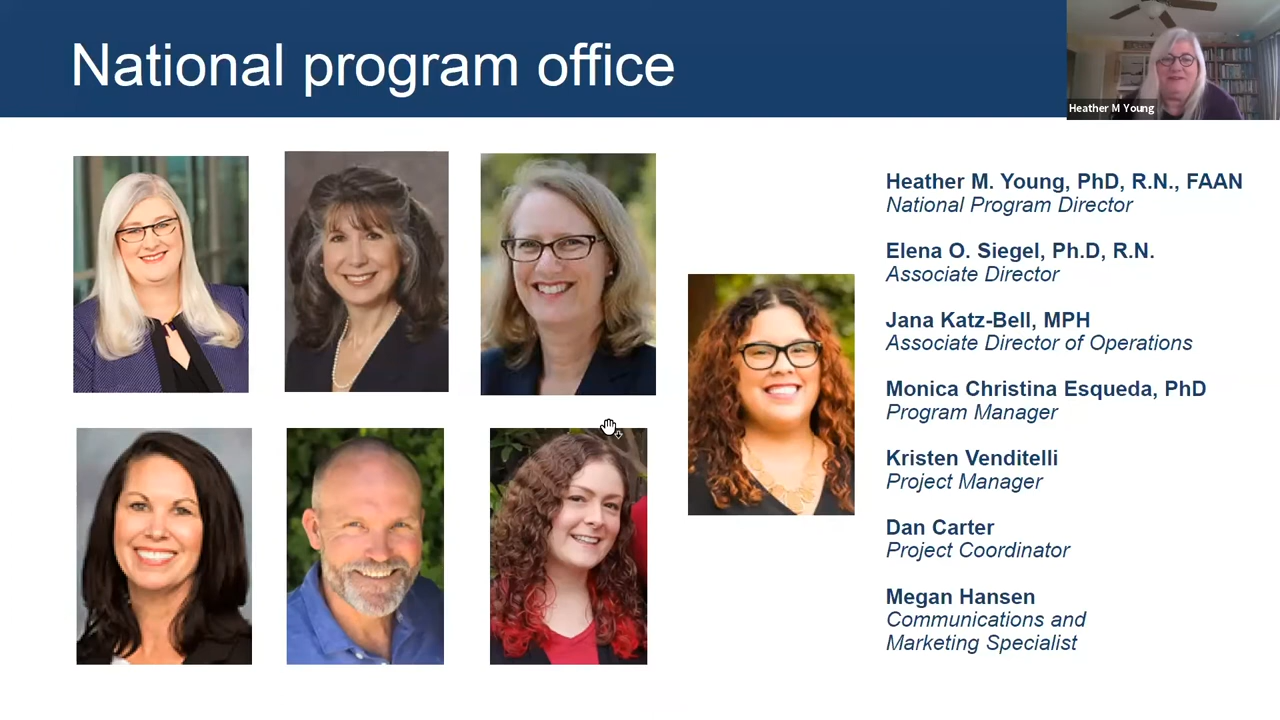 National program office
Heather M Young
Heather M. Young, PhD, R.N., FAAN
National Program Director
Elena O. Siegel, Ph.D, R.N.
Associate Director
Jana Katz-Bell, MPH
Associate Director of Operations
Monica Christina Esqueda, PhD
Program Manager
Kristen Venditelli
Project Manager
Dan Carter
Project Coordinator
Megan Hansen
Communications and
Marketing Specialist